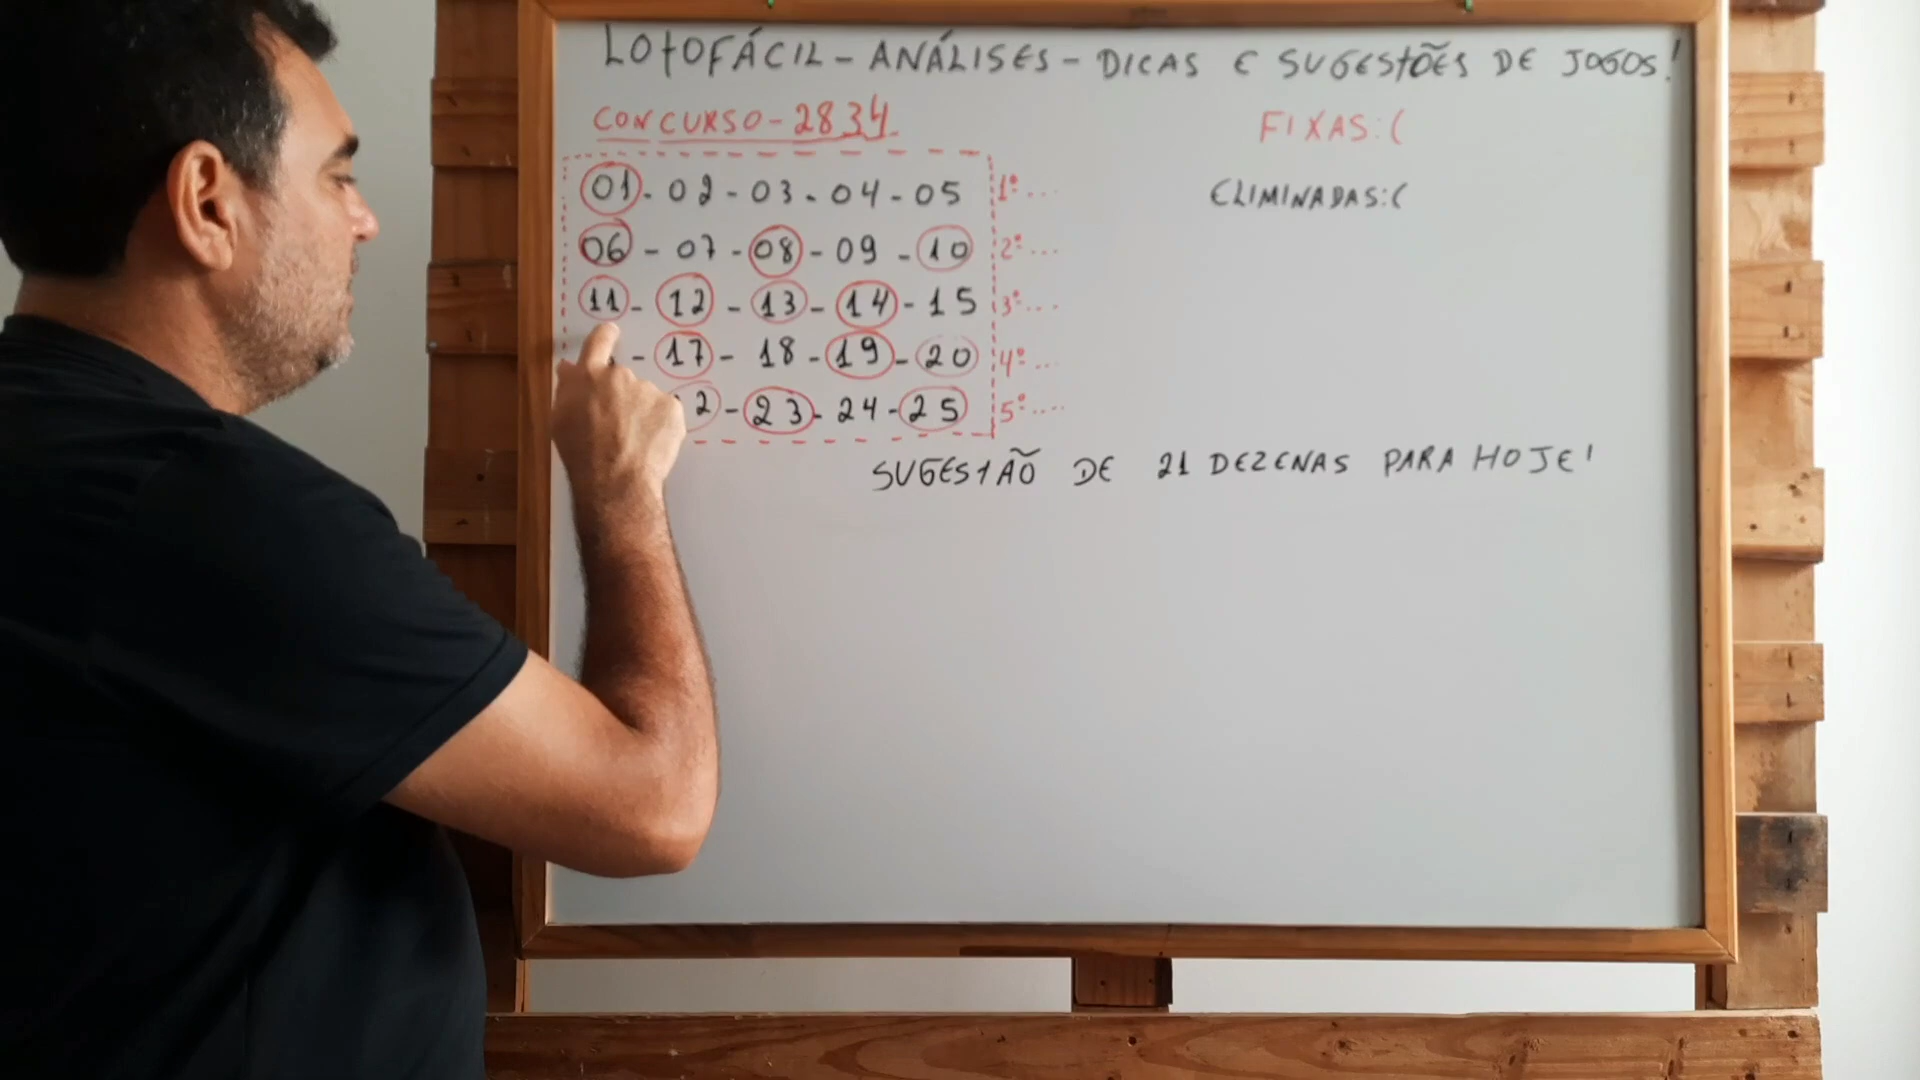 LOTOFÁCIL - ANÁLISES - DICAS E SUGESTÕES DE JOGOS!
CONCURSO - 2834
FIXAS: (
01 - 02 - 03 - 04 - 05 1º ....
ELIMINADAS: (
06 - 07 - 08 - 09 - 10 2º ....
11 - 12 - 13 - 14 - 15 3º ....
- 17 - 18 - 19 - 20 4º ....
2 - 23 - 24 - 25 5º ....
SUGESTÃO DE 21 DEZENAS PARA HOJE!